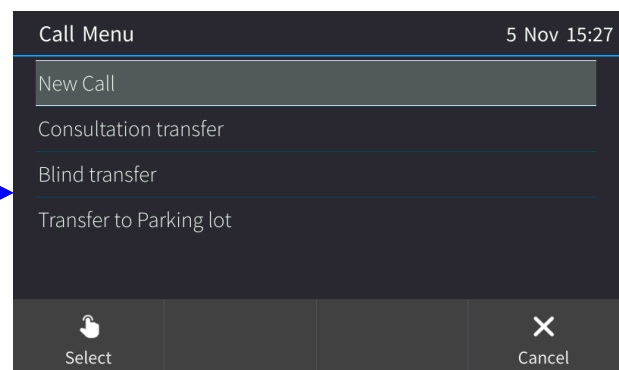 Call Menu 5 Nov 15:27
New Call
Consultation transfer
Blind transfer
Transfer to Parking lot
Select Cancel